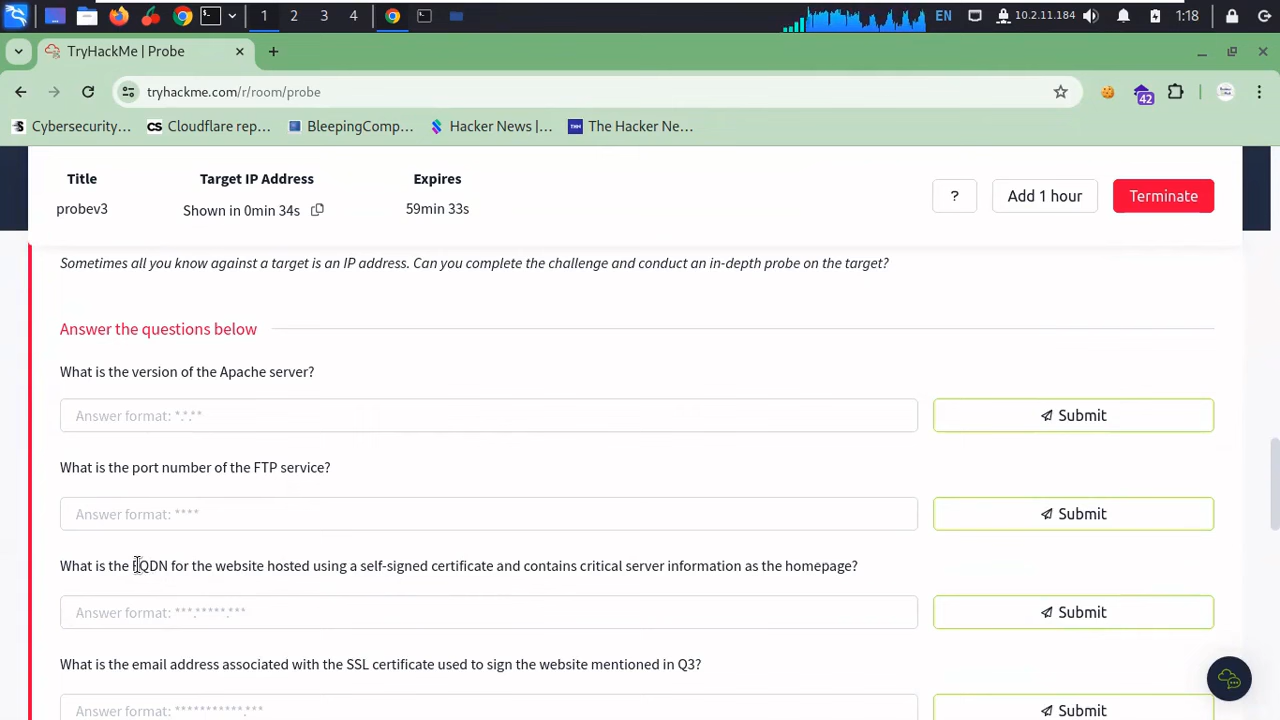 1
2
3
4
EN
10.2.11.184
1:18
TryHackMe | Probe
tryhackme.com/r/room/probe
42
Cybersecurity…
Cloudflare rep…
BleepingComp…
Hacker News |…
The Hacker Ne…
Title
Target IP Address
Expires
probev3
Shown in 0min 34s
59min 33s
?
Add 1 hour
Terminate
Sometimes all you know against a target is an IP address. Can you complete the challenge and conduct an in-depth probe on the target?
Answer the questions below
What is the version of the Apache server?
Answer format: *.*.**
Submit
What is the port number of the FTP service?
Answer format: ****
Submit
What is the FQDN for the website hosted using a self-signed certificate and contains critical server information as the homepage?
Answer format: ***.*****.***
Submit
What is the email address associated with the SSL certificate used to sign the website mentioned in Q3?
Answer format: ***********.***
Submit